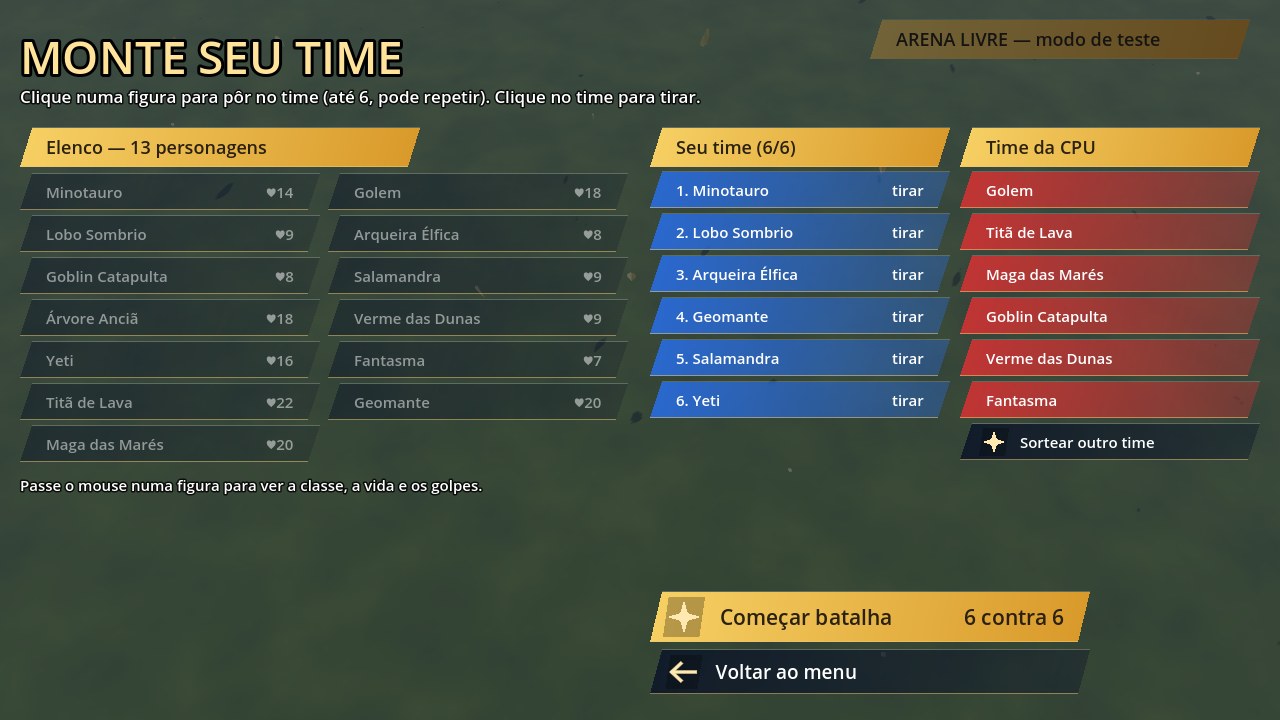 MONTE SEU TIME
ARENA LIVRE — modo de teste
Clique numa figura para pôr no time (até 6, pode repetir). Clique no time para tirar.
Elenco — 13 personagens
Minotauro ♥14
Golem ♥18
Lobo Sombrio ♥9
Arqueira Élfica ♥8
Goblin Catapulta ♥8
Salamandra ♥9
Árvore Anciã ♥18
Verme das Dunas ♥9
Yeti ♥16
Fantasma ♥7
Titã de Lava ♥22
Geomante ♥20
Maga das Marés ♥20
Passe o mouse numa figura para ver a classe, a vida e os golpes.
Seu time (6/6)
1. Minotauro tirar
2. Lobo Sombrio tirar
3. Arqueira Élfica tirar
4. Geomante tirar
5. Salamandra tirar
6. Yeti tirar
Time da CPU
Golem
Titã de Lava
Maga das Marés
Goblin Catapulta
Verme das Dunas
Fantasma
Sortear outro time
Começar batalha 6 contra 6
Voltar ao menu